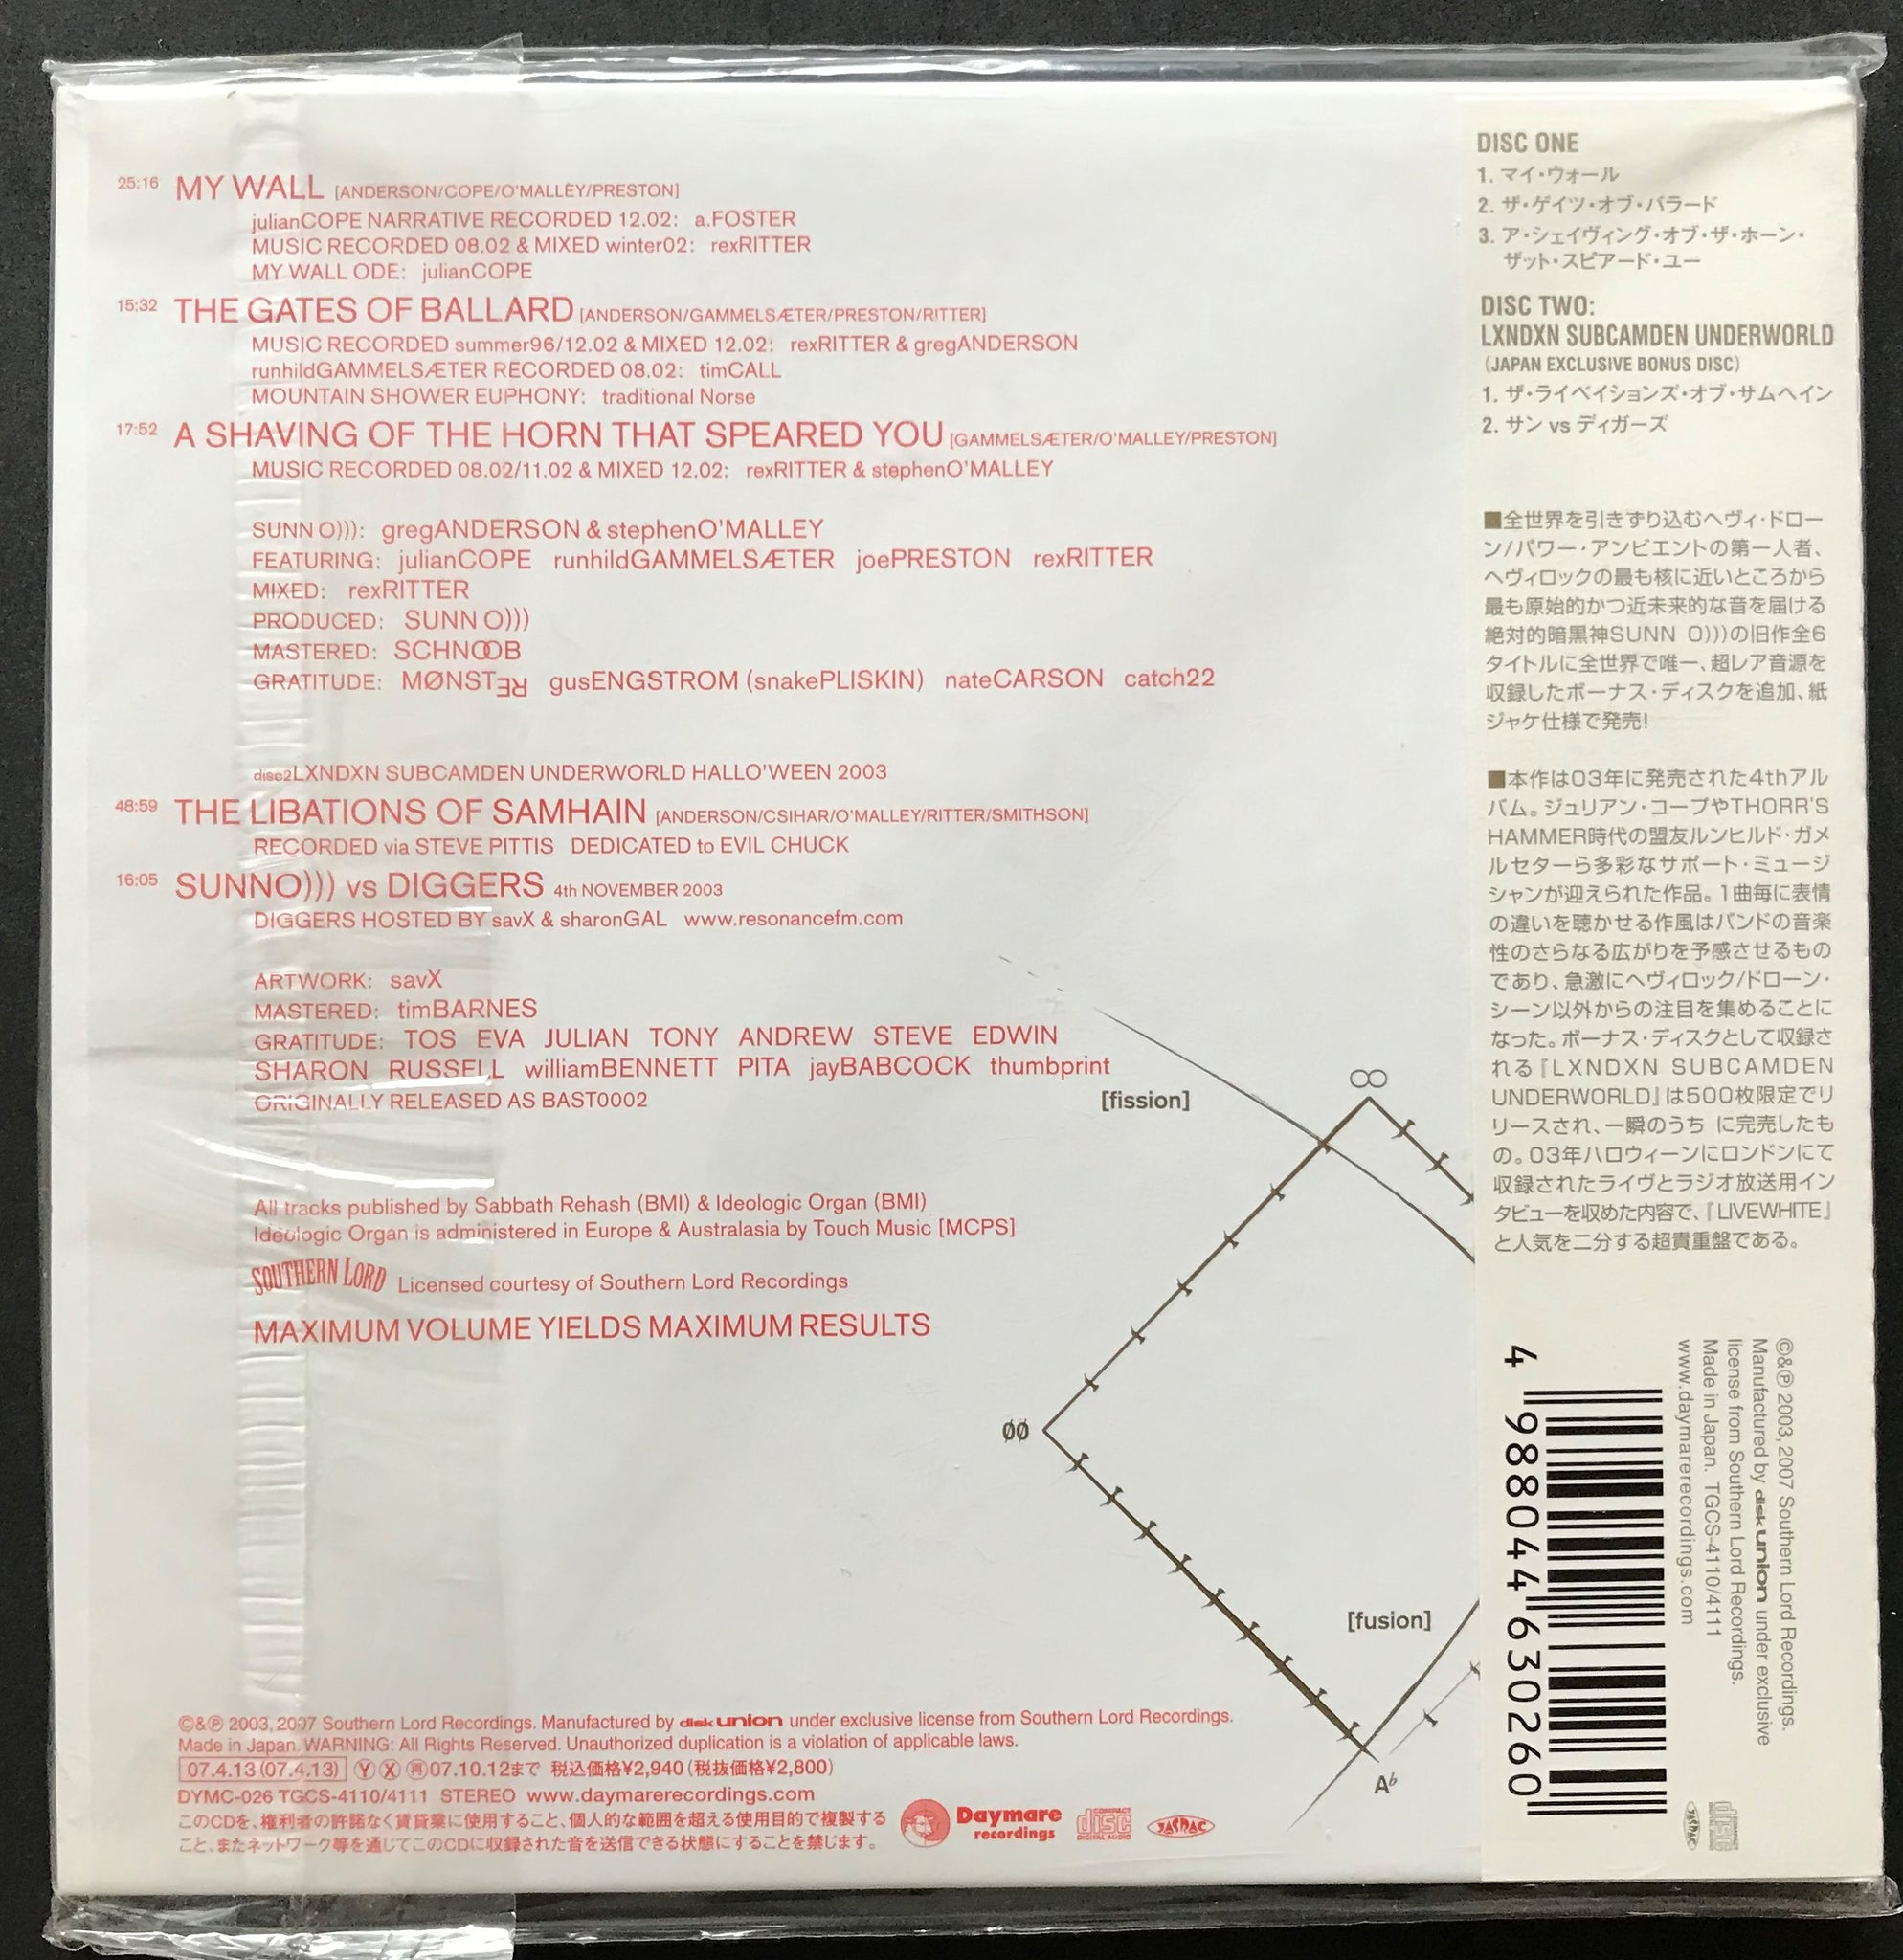 25:16 MY WALL [ANDERSON/COPE/O'MALLEY/PRESTON]
julianCOPE NARRATIVE RECORDED 12.02: a.FOSTER
MUSIC RECORDED 08.02 & MIXED winter02: rexRITTER
MY WALL ODE: julianCOPE
15:32 THE GATES OF BALLARD [ANDERSON/GAMMELSÆTER/PRESTON/RITTER]
MUSIC RECORDED summer96/12.02 & MIXED 12.02: rexRITTER & gregANDERSON
runhildGAMMELSÆTER RECORDED 08.02: timCALL
MOUNTAIN SHOWER EUPHONY: traditional Norse
17:52 A SHAVING OF THE HORN THAT SPEARED YOU [GAMMELSÆTER/O'MALLEY/PRESTON]
MUSIC RECORDED 08.02/11.02 & MIXED 12.02: rexRITTER & stephenO'MALLEY
SUNN O))): gregANDERSON & stephenO'MALLEY
FEATURING: julianCOPE runhildGAMMELSÆTER joePRESTON rexRITTER
MIXED: rexRITTER
PRODUCED: SUNN O)))
MASTERED: SCHNOOB
GRATITUDE: MØNSTER gusENGSTROM (snakePLISKIN) nateCARSON catch22
disc2LXNDXN SUBCAMDEN UNDERWORLD HALLO'WEEN 2003
48:59 THE LIBATIONS OF SAMHAIN [ANDERSON/CSIHAR/O'MALLEY/RITTER/SMITHSON]
RECORDED via STEVE PITTIS DEDICATED to EVIL CHUCK
16:05 SUNNO))) vs DIGGERS 4th NOVEMBER 2003
DIGGERS HOSTED BY savX & sharonGAL www.resonancefm.com
ARTWORK: savX
MASTERED: timBARNES
GRATITUDE: TOS EVA JULIAN TONY ANDREW STEVE EDWIN
SHARON RUSSELL williamBENNETT PITA jayBABCOCK thumbprint
ORIGINALLY RELEASED AS BAST0002
All tracks published by Sabbath Rehash (BMI) & Ideologic Organ (BMI)
Ideologic Organ is administered in Europe & Australasia by Touch Music [MCPS]
SOUTHERN LORD Licensed courtesy of Southern Lord Recordings
MAXIMUM VOLUME YIELDS MAXIMUM RESULTS
[fission]
∞
øø
[fusion]
A♭
©&℗ 2003, 2007 Southern Lord Recordings. Manufactured by diskunion under exclusive license from Southern Lord Recordings.
Made in Japan. WARNING: All Rights Reserved. Unauthorized duplication is a violation of applicable laws.
07.4.13 (07.4.13) Ⓨ Ⓧ ㊢07.10.12まで 税込価格¥2,940(税抜価格¥2,800)
DYMC-026 TGCS-4110/4111 STEREO www.daymarerecordings.com
このCDを、権利者の許諾なく賃貸業に使用すること、個人的な範囲を超える使用目的で複製する
こと、またネットワーク等を通じてこのCDに収録された音を送信できる状態にすることを禁じます。
Daymare
recordings
COMPACT
disc
DIGITAL AUDIO
JASRAC
DISC ONE
1. マイ・ウォール
2. ザ・ゲイツ・オブ・バラード
3. ア・シェイヴィング・オブ・ザ・ホーン・
ザット・スピアード・ユー
DISC TWO:
LXNDXN SUBCAMDEN UNDERWORLD
(JAPAN EXCLUSIVE BONUS DISC)
1. ザ・ライベイションズ・オブ・サムヘイン
2. サン vs ディガーズ
■全世界を引きずり込むヘヴィ・ドロー
ン/パワー・アンビエントの第一人者、
ヘヴィロックの最も核に近いところから
最も原始的かつ近未来的な音を届ける
絶対的暗黒神SUNN O)))の旧作全6
タイトルに全世界で唯一、超レア音源を
収録したボーナス・ディスクを追加、紙
ジャケ仕様で発売!
■本作は03年に発売された4thアル
バム。ジュリアン・コープやTHORR'S
HAMMER時代の盟友ルンヒルド・ガメ
ルセターら多彩なサポート・ミュージ
シャンが迎えられた作品。1曲毎に表情
の違いを聴かせる作風はバンドの音楽
性のさらなる広がりを予感させるもの
であり、急激にヘヴィロック/ドローン・
シーン以外からの注目を集めることに
なった。ボーナス・ディスクとして収録さ
れる『LXNDXN SUBCAMDEN
UNDERWORLD』は500枚限定でリ
リースされ、一瞬のうち に完売したも
の。03年ハロウィーンにロンドンにて
収録されたライヴとラジオ放送用イン
タビューを収めた内容で、『LIVEWHITE』
と人気を二分する超貴重盤である。
©&℗ 2003, 2007 Southern Lord Recordings.
Manufactured by diskunion under exclusive
license from Southern Lord Recordings.
Made in Japan. TGCS-4110/4111
www.daymarerecordings.com
4 988044 630260
JASRAC
COMPACT
disc
DIGITAL AUDIO